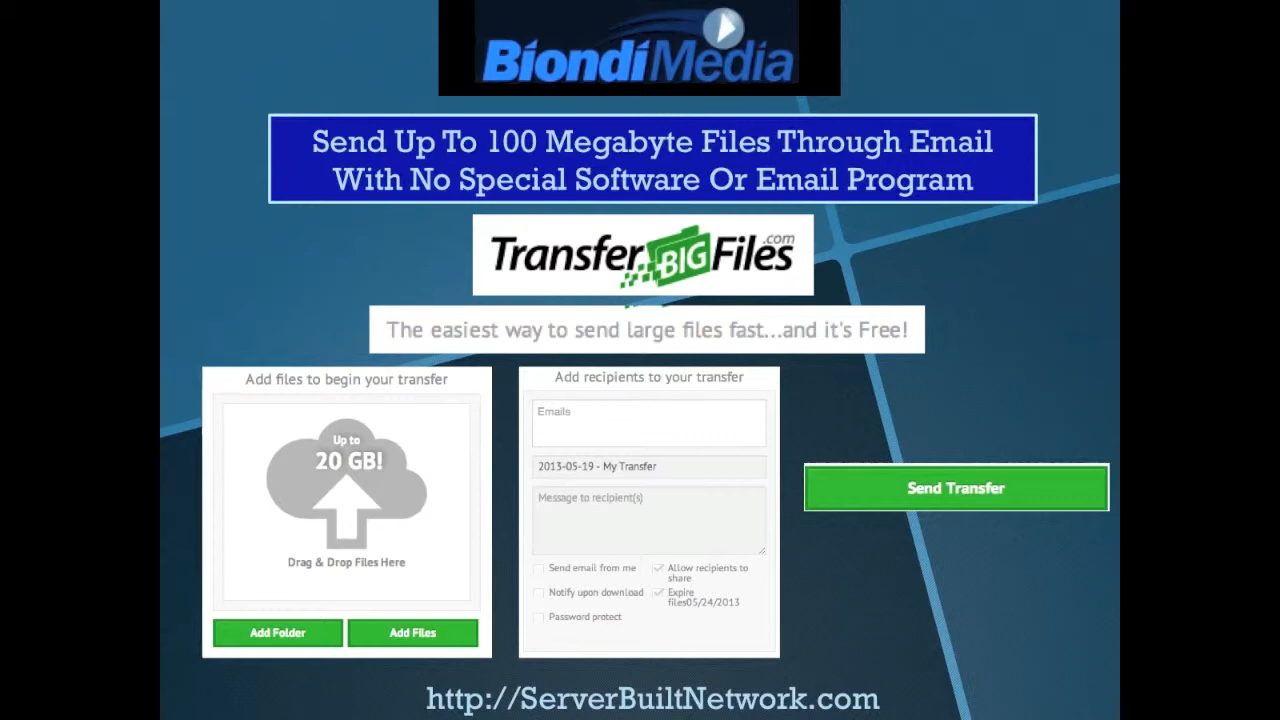 BiondiMedia
Send Up To 100 Megabyte Files Through Email
With No Special Software Or Email Program
TransferBIGFiles.com
The easiest way to send large files fast...and it's Free!
Add files to begin your transfer
Up to
20 GB!
Drag & Drop Files Here
Add Folder
Add Files
Add recipients to your transfer
Emails
2013-05-19 - My Transfer
Message to recipient(s)
Send email from me
Allow recipients to
share
Notify upon download
Expire
files05/24/2013
Password protect
Send Transfer
http://ServerBuiltNetwork.com